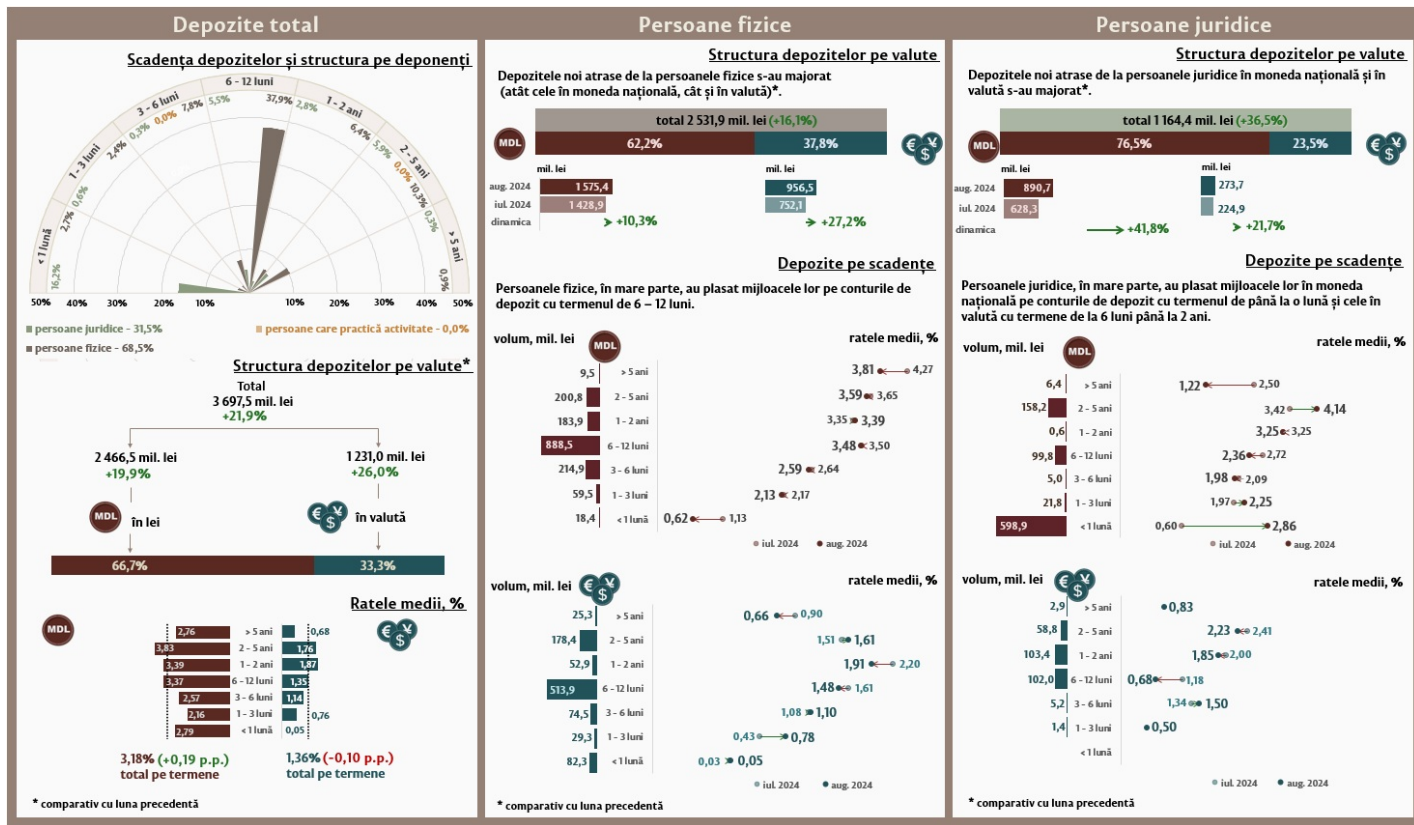 Depozite total
Scadența depozitelor și structura pe deponenți
< 1 lună
1 - 3 luni
3 - 6 luni
6 - 12 luni
1 - 2 ani
2 - 5 ani
> 5 ani
16,2%
2,7%
0,6%
2,4%
0,3%
0,0%
7,8%
5,5%
37,9%
2,8%
6,4%
5,9%
0,0%
10,3%
0,3%
0,9%
50% 40% 30% 20% 10% 10% 20% 30% 40% 50%
persoane juridice - 31,5%
persoane care practică activitate - 0,0%
persoane fizice - 68,5%
Structura depozitelor pe valute*
Total
3 697,5 mil. lei
+21,9%
2 466,5 mil. lei
+19,9%
1 231,0 mil. lei
+26,0%
MDL în lei
€ ¥ $ în valută
66,7% 33,3%
Ratele medii, %
MDL
€ ¥ $
2,76 > 5 ani 0,68
3,83 2 - 5 ani 1,76
3,39 1 - 2 ani 1,87
3,37 6 - 12 luni 1,35
2,57 3 - 6 luni 1,14
2,16 1 - 3 luni 0,76
2,79 < 1 lună 0,05
3,18% (+0,19 p.p.)
total pe termene
1,36% (-0,10 p.p.)
total pe termene
* comparativ cu luna precedentă
Persoane fizice
Structura depozitelor pe valute
Depozitele noi atrase de la persoanele fizice s-au majorat
(atât cele în moneda națională, cât și în valută)*.
total 2 531,9 mil. lei (+16,1%)
MDL 62,2% 37,8% € ¥ $
mil. lei mil. lei
aug. 2024 1 575,4 956,5
iul. 2024 1 428,9 752,1
dinamica +10,3% +27,2%
Depozite pe scadențe
Persoanele fizice, în mare parte, au plasat mijloacele lor pe conturile de
depozit cu termenul de 6 – 12 luni.
volum, mil. lei MDL ratele medii, %
9,5 > 5 ani 3,81 4,27
200,8 2 - 5 ani 3,59 3,65
183,9 1 - 2 ani 3,35 3,39
888,5 6 - 12 luni 3,48 3,50
214,9 3 - 6 luni 2,59 2,64
59,5 1 - 3 luni 2,13 2,17
18,4 < 1 lună 0,62 1,13
iul. 2024 aug. 2024
volum, mil. lei € ¥ $ ratele medii, %
25,3 > 5 ani 0,66 0,90
178,4 2 - 5 ani 1,51 1,61
52,9 1 - 2 ani 1,91 2,20
513,9 6 - 12 luni 1,48 1,61
74,5 3 - 6 luni 1,08 1,10
29,3 1 - 3 luni 0,43 0,78
82,3 < 1 lună 0,03 0,05
iul. 2024 aug. 2024
* comparativ cu luna precedentă
Persoane juridice
Structura depozitelor pe valute
Depozitele noi atrase de la persoanele juridice în moneda națională și în
valută s-au majorat*.
total 1 164,4 mil. lei (+36,5%)
MDL 76,5% 23,5% € ¥ $
mil. lei mil. lei
aug. 2024 890,7 273,7
iul. 2024 628,3 224,9
dinamica +41,8% +21,7%
Depozite pe scadențe
Persoanele juridice, în mare parte, au plasat mijloacele lor în moneda
națională pe conturile de depozit cu termenul de până la o lună și cele în
valută cu termene de la 6 luni până la 2 ani.
volum, mil. lei MDL ratele medii, %
6,4 > 5 ani 1,22 2,50
158,2 2 - 5 ani 3,42 4,14
0,6 1 - 2 ani 3,25 3,25
99,8 6 - 12 luni 2,36 2,72
5,0 3 - 6 luni 1,98 2,09
21,8 1 - 3 luni 1,97 2,25
598,9 < 1 lună 0,60 2,86
iul. 2024 aug. 2024
volum, mil. lei € ¥ $ ratele medii, %
2,9 > 5 ani 0,83
58,8 2 - 5 ani 2,23 2,41
103,4 1 - 2 ani 1,85 2,00
102,0 6 - 12 luni 0,68 1,18
5,2 3 - 6 luni 1,34 1,50
1,4 1 - 3 luni 0,50
< 1 lună
iul. 2024 aug. 2024
* comparativ cu luna precedentă